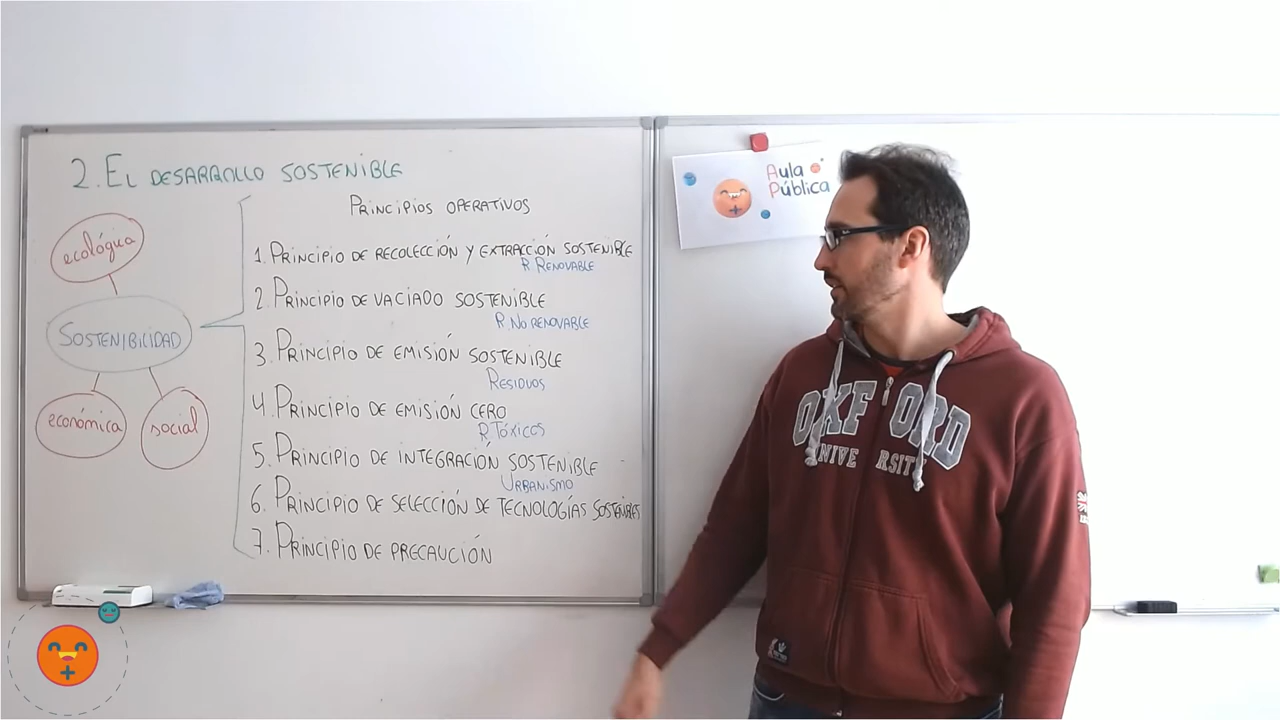 2. EL DESARROLLO SOSTENIBLE
ecológica
SOSTENIBILIDAD
económica
social
PRINCIPIOS OPERATIVOS
1. PRINCIPIO DE RECOLECCIÓN Y EXTRACCIÓN SOSTENIBLE
R RENOVABLE
2. PRINCIPIO DE VACIADO SOSTENIBLE
R. NO RENOVABLE
3. PRINCIPIO DE EMISIÓN SOSTENIBLE
RESIDUOS
4. PRINCIPIO DE EMISIÓN CERO
R TÓXICOS
5. PRINCIPIO DE INTEGRACIÓN SOSTENIBLE
URBANISMO
6. PRINCIPIO DE SELECCIÓN DE TECNOLOGÍAS SOSTENIBLES
7. PRINCIPIO DE PRECAUCIÓN
Aula
Pública
OXFORD
UNIVERSITY